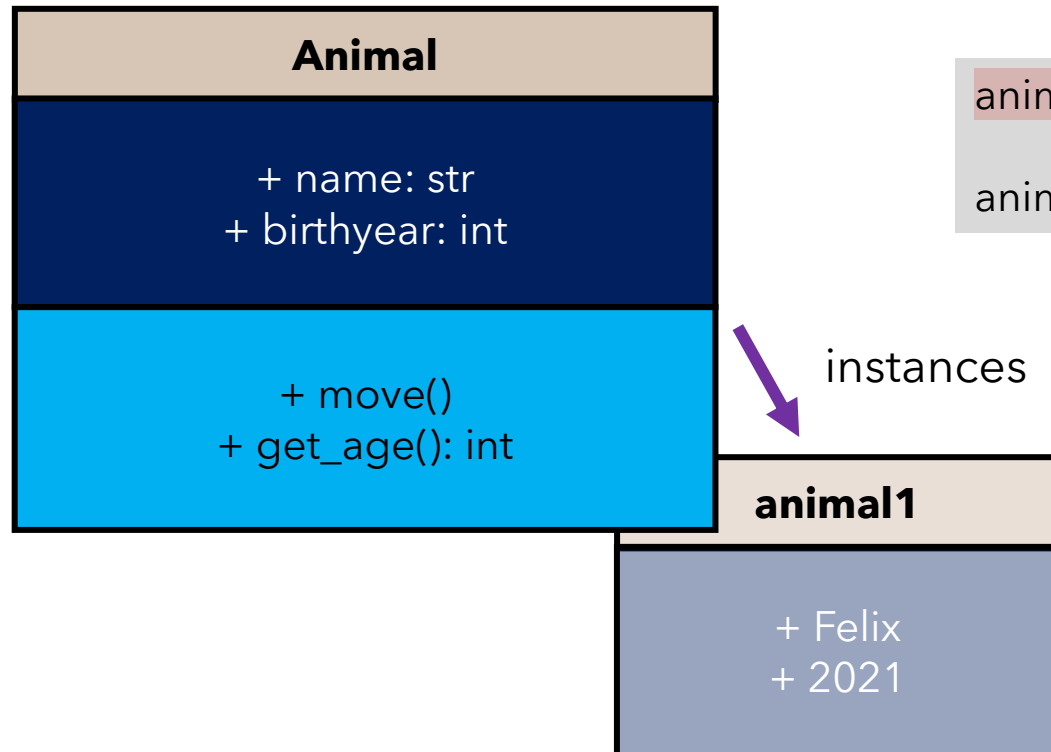 Animal
+ name: str
+ birthyear: int
+ move()
+ get_age(): int
instances
animal1
+ Felix
+ 2021